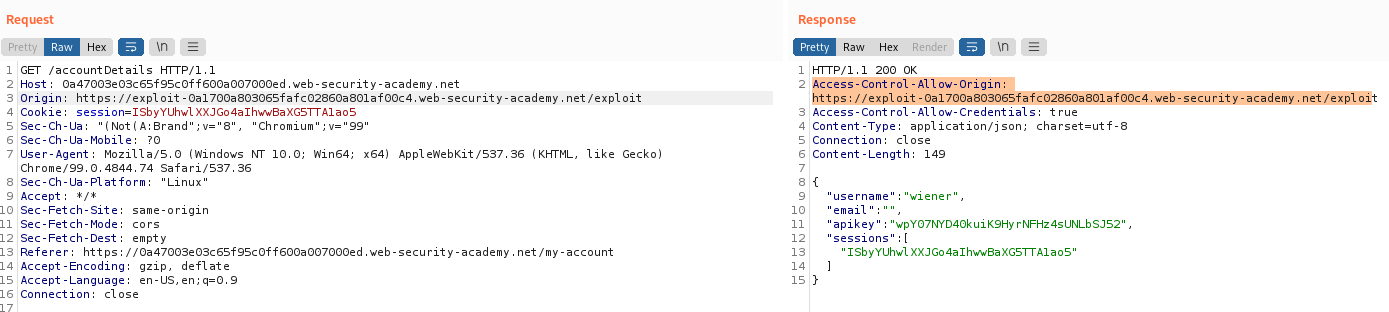 Request
Pretty Raw Hex \n
1 GET /accountDetails HTTP/1.1
2 Host: 0a47003e03c65f95c0ff600a007000ed.web-security-academy.net
3 Origin: https://exploit-0a1700a803065fafc02860a801af00c4.web-security-academy.net/exploit
4 Cookie: session=ISbyYUhwlXXJGo4aIhwwBaXG5TTA1ao5
5 Sec-Ch-Ua: "(Not(A:Brand";v="8", "Chromium";v="99"
6 Sec-Ch-Ua-Mobile: ?0
7 User-Agent: Mozilla/5.0 (Windows NT 10.0; Win64; x64) AppleWebKit/537.36 (KHTML, like Gecko)
Chrome/99.0.4844.74 Safari/537.36
8 Sec-Ch-Ua-Platform: "Linux"
9 Accept: */*
10 Sec-Fetch-Site: same-origin
11 Sec-Fetch-Mode: cors
12 Sec-Fetch-Dest: empty
13 Referer: https://0a47003e03c65f95c0ff600a007000ed.web-security-academy.net/my-account
14 Accept-Encoding: gzip, deflate
15 Accept-Language: en-US,en;q=0.9
16 Connection: close
17
Response
Pretty Raw Hex Render \n
1 HTTP/1.1 200 OK
2 Access-Control-Allow-Origin:
https://exploit-0a1700a803065fafc02860a801af00c4.web-security-academy.net/exploit
3 Access-Control-Allow-Credentials: true
4 Content-Type: application/json; charset=utf-8
5 Connection: close
6 Content-Length: 149
7
8 {
9 "username":"wiener",
10 "email":"",
11 "apikey":"wpY07NYD40kuiK9HyrNFHz4sUNLbSJ52",
12 "sessions":[
13 "ISbyYUhwlXXJGo4aIhwwBaXG5TTA1ao5"
14 ]
15 }